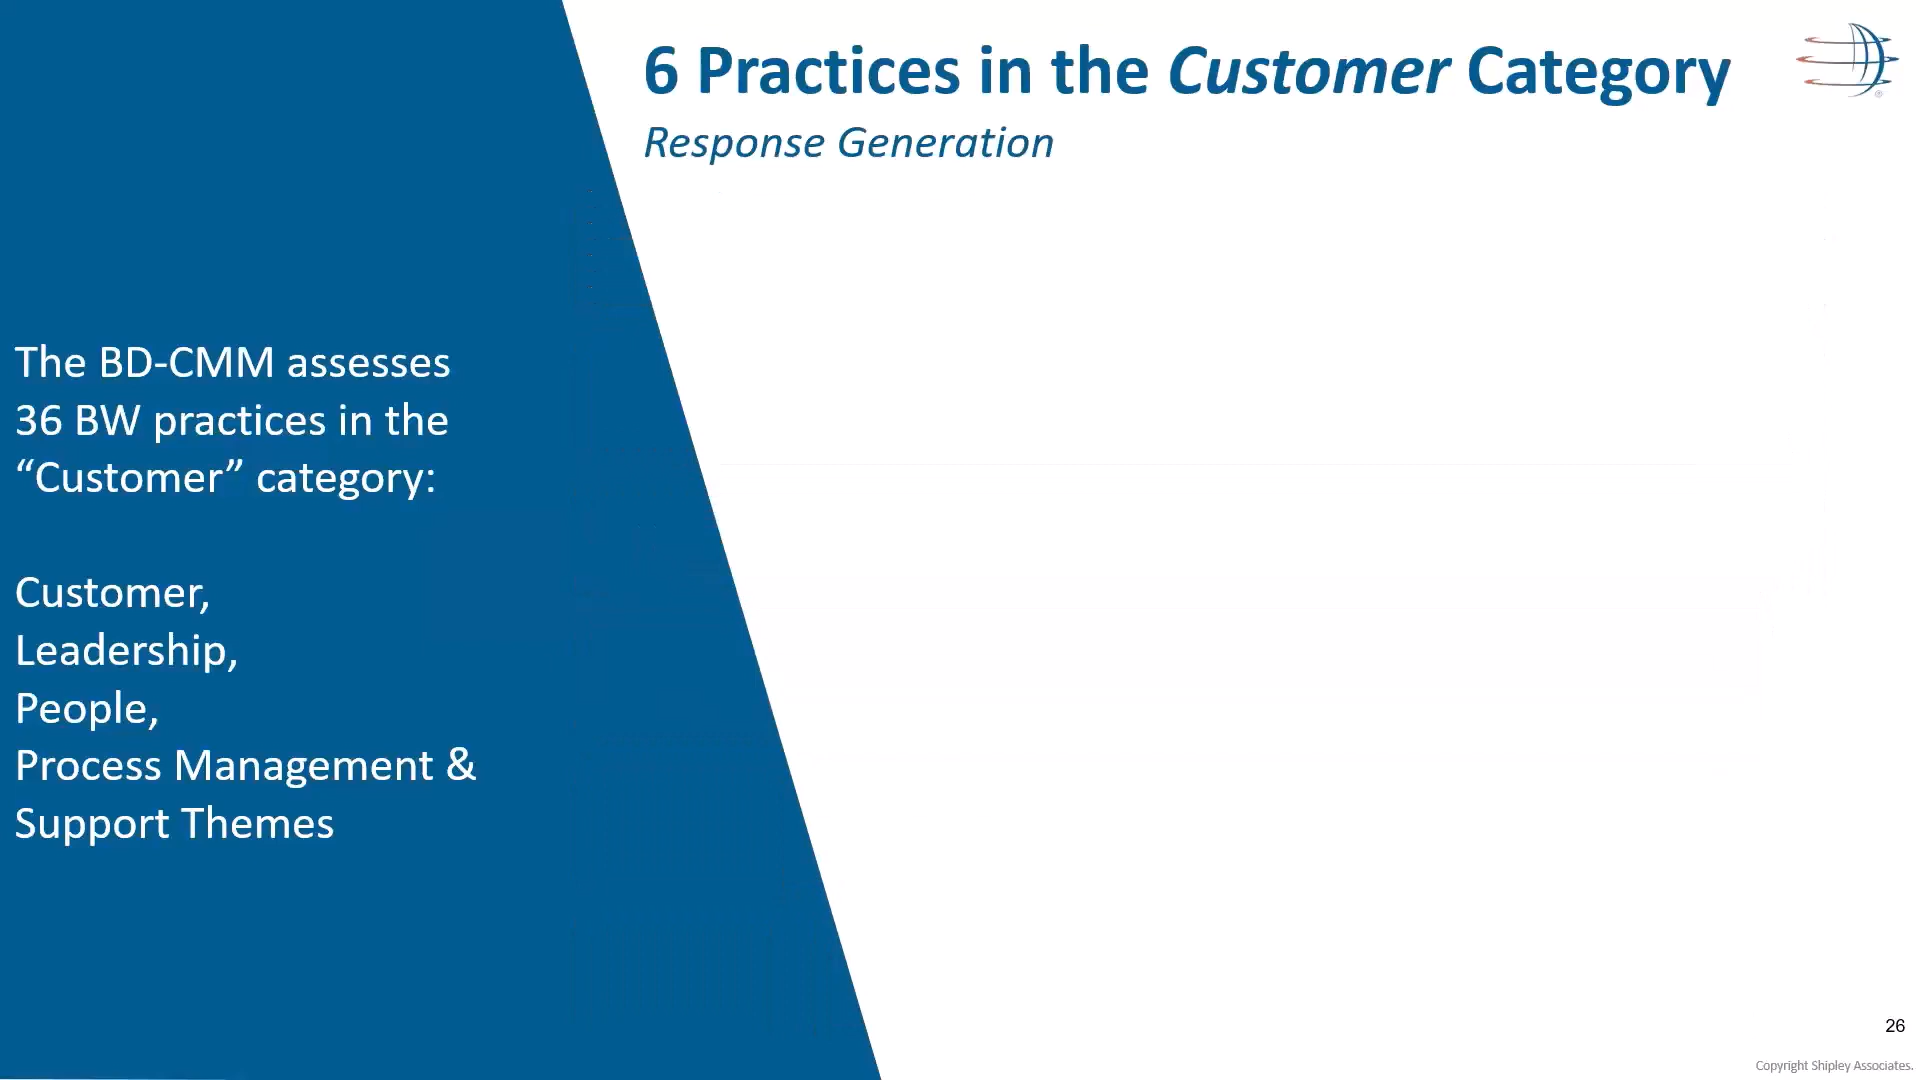 6 Practices in the Customer Category
Response Generation
The BD-CMM assesses
36 BW practices in the
“Customer” category:
Customer,
Leadership,
People,
Process Management &
Support Themes
26
Copyright Shipley Associates.